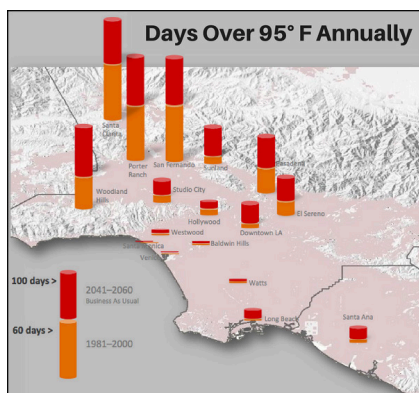 Days Over 95° F Annually
Santa
Clarita
Porter
Ranch
San Fernando
Sunland
Pasadena
Woodland
Hills
Studio City
El Sereno
Hollywood
Downtown LA
Westwood
Santa Monica
Baldwin Hills
Venice
Watts
Long Beach
Santa Ana
100 days >
2041–2060
Business As Usual
60 days >
1981–2000